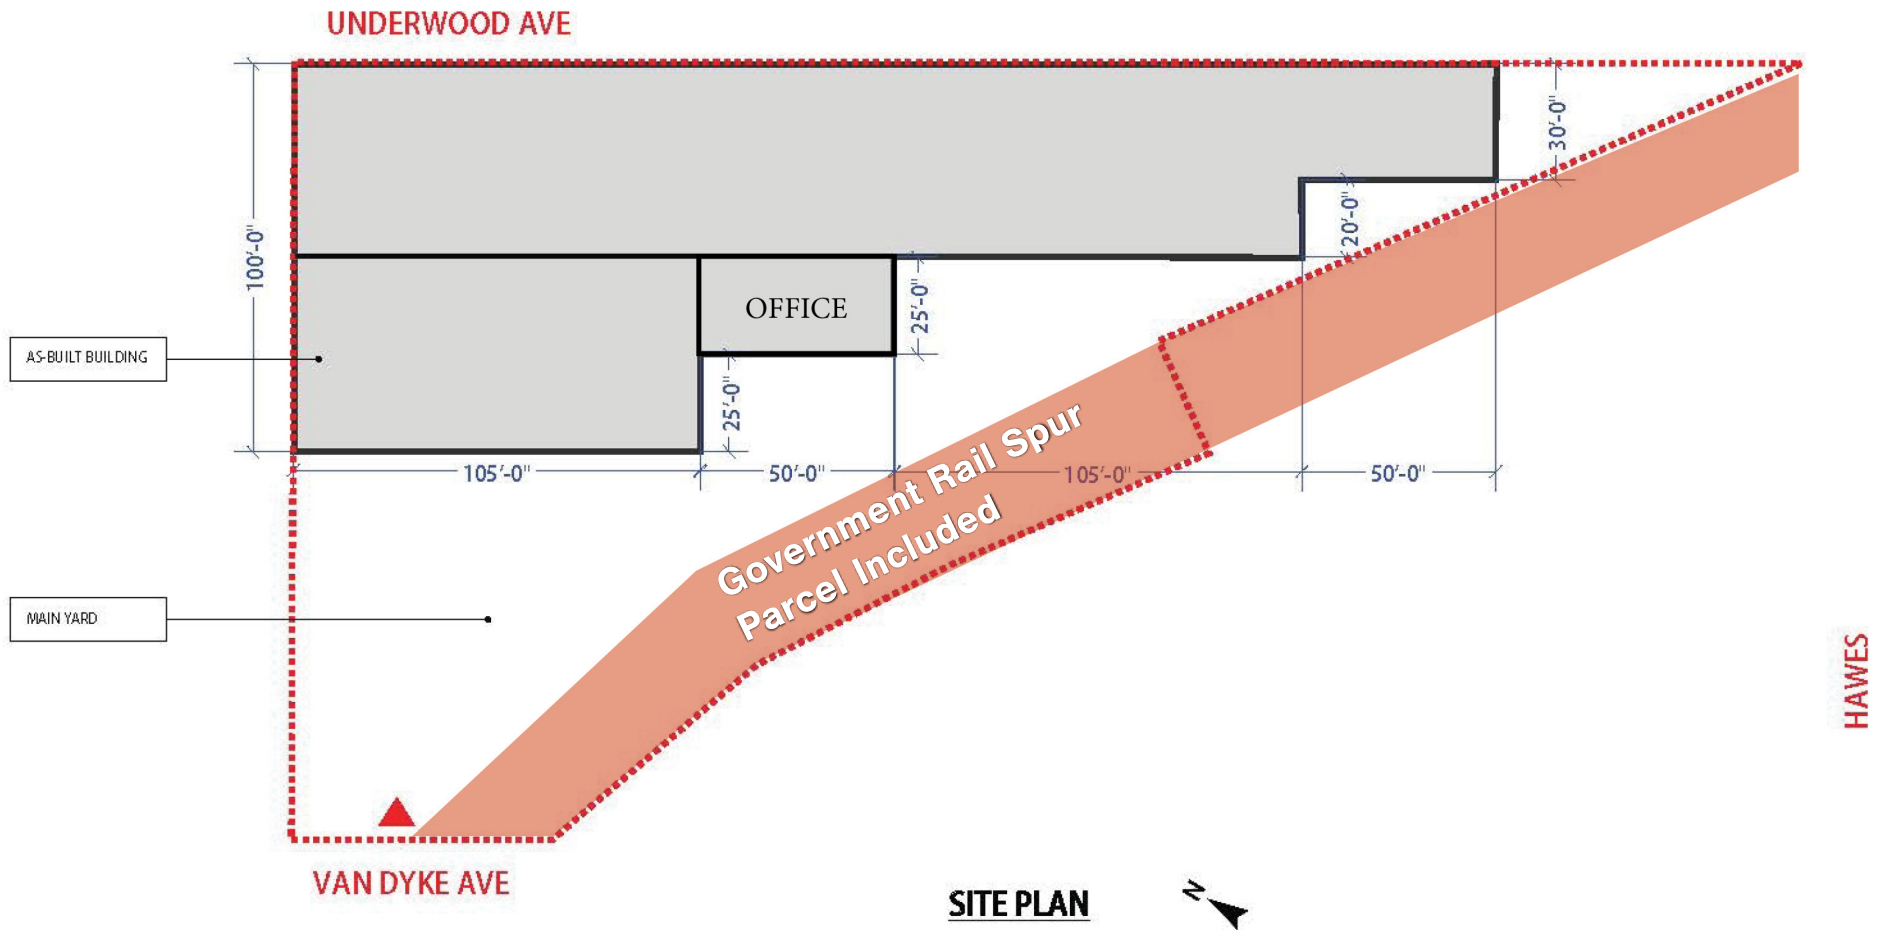 UNDERWOOD AVE
30'-0"
20'-0"
100'-0"
OFFICE
25'-0"
AS-BUILT BUILDING
25'-0"
105'-0"
50'-0"
105'-0"
50'-0"
Government Rail Spur
Parcel Included
MAIN YARD
HAWES
VAN DYKE AVE
SITE PLAN
N